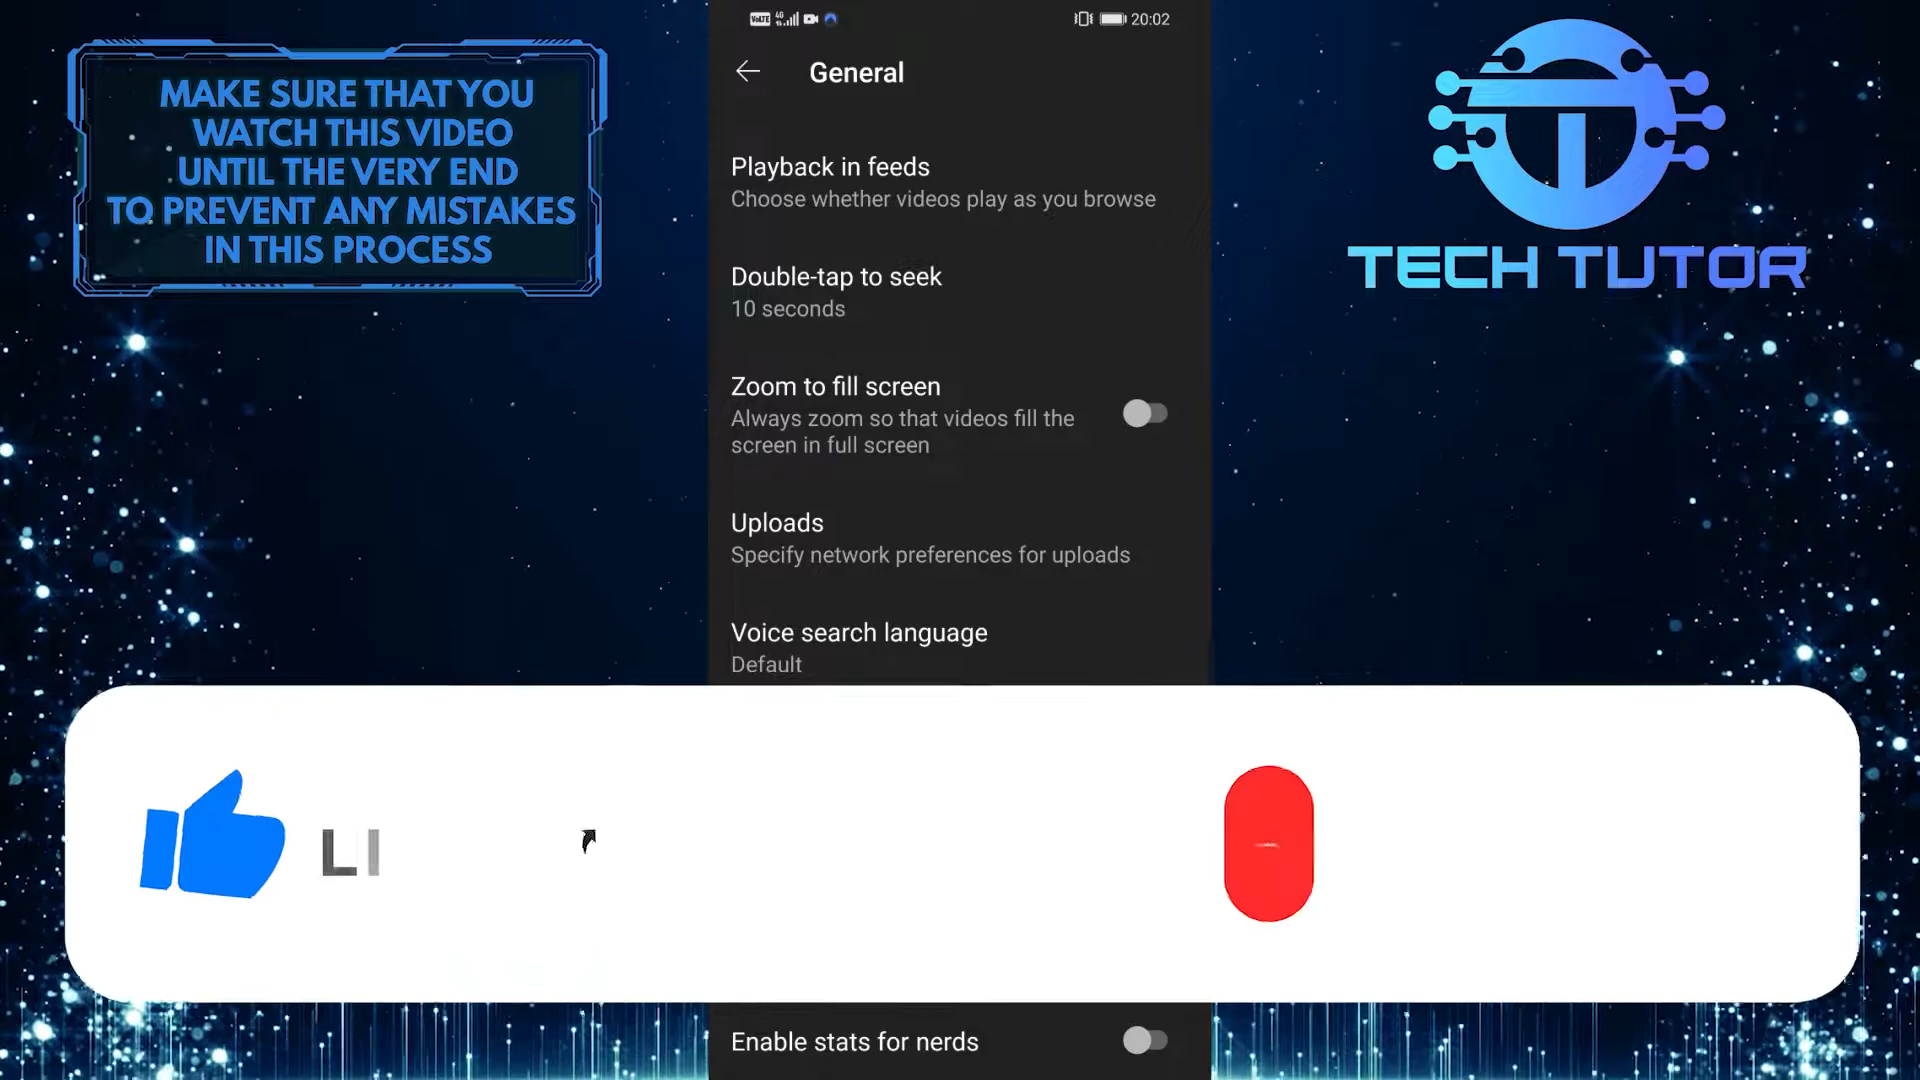 MAKE SURE THAT YOU
WATCH THIS VIDEO
UNTIL THE VERY END
TO PREVENT ANY MISTAKES
IN THIS PROCESS
VoLTE 4G 20:02
General
Playback in feeds
Choose whether videos play as you browse
Double-tap to seek
10 seconds
Zoom to fill screen
Always zoom so that videos fill the
screen in full screen
Uploads
Specify network preferences for uploads
Voice search language
Default
Enable stats for nerds
TECH TUTOR
LI